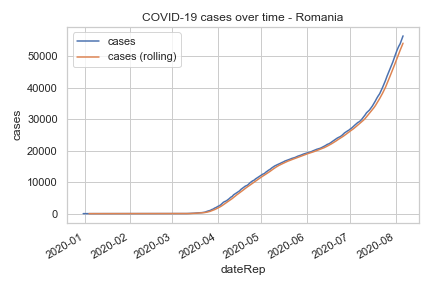 COVID-19 cases over time - Romania
cases
cases (rolling)
50000
40000
30000
20000
10000
0
cases
2020-01
2020-02
2020-03
2020-04
2020-05
2020-06
2020-07
2020-08
dateRep